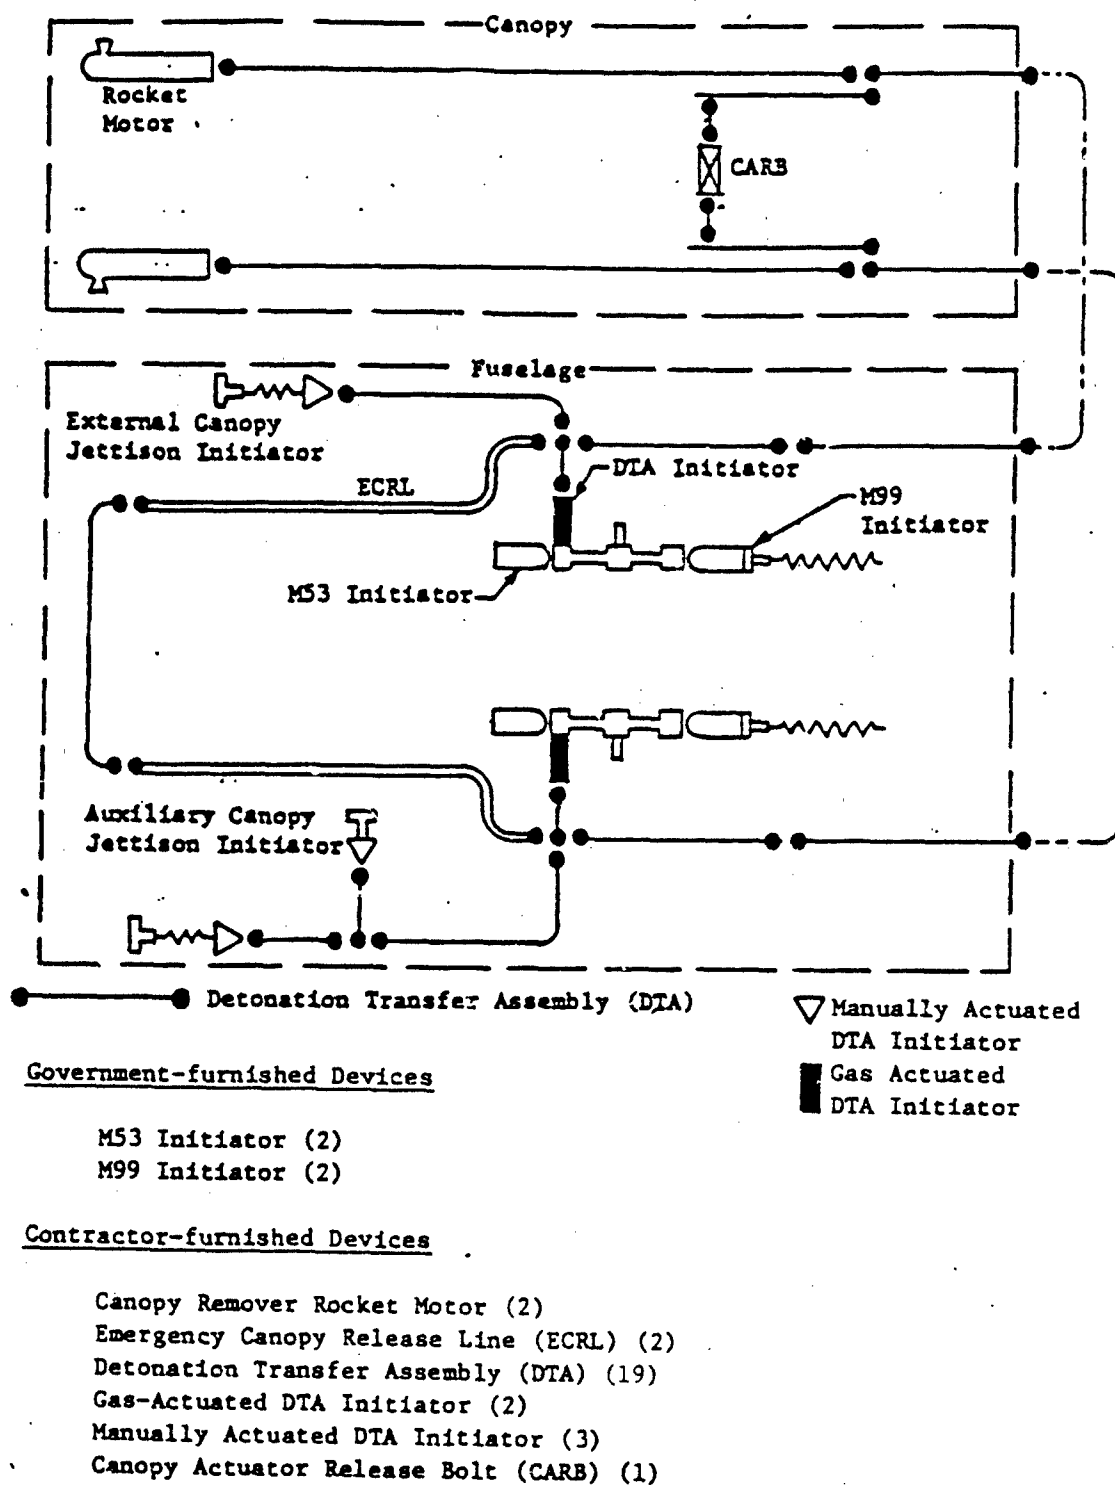 Canopy
Rocket
Motor
CARB
Fuselage
External Canopy
Jettison Initiator
DTA Initiator
ECRL
M99
Initiator
M53 Initiator
Auxiliary Canopy
Jettison Initiator
Detonation Transfer Assembly (DTA)
Manually Actuated
DTA Initiator
Gas Actuated
DTA Initiator
Government-furnished Devices
M53 Initiator (2)
M99 Initiator (2)
Contractor-furnished Devices
Canopy Remover Rocket Motor (2)
Emergency Canopy Release Line (ECRL) (2)
Detonation Transfer Assembly (DTA) (19)
Gas-Actuated DTA Initiator (2)
Manually Actuated DTA Initiator (3)
Canopy Actuator Release Bolt (CARB) (1)